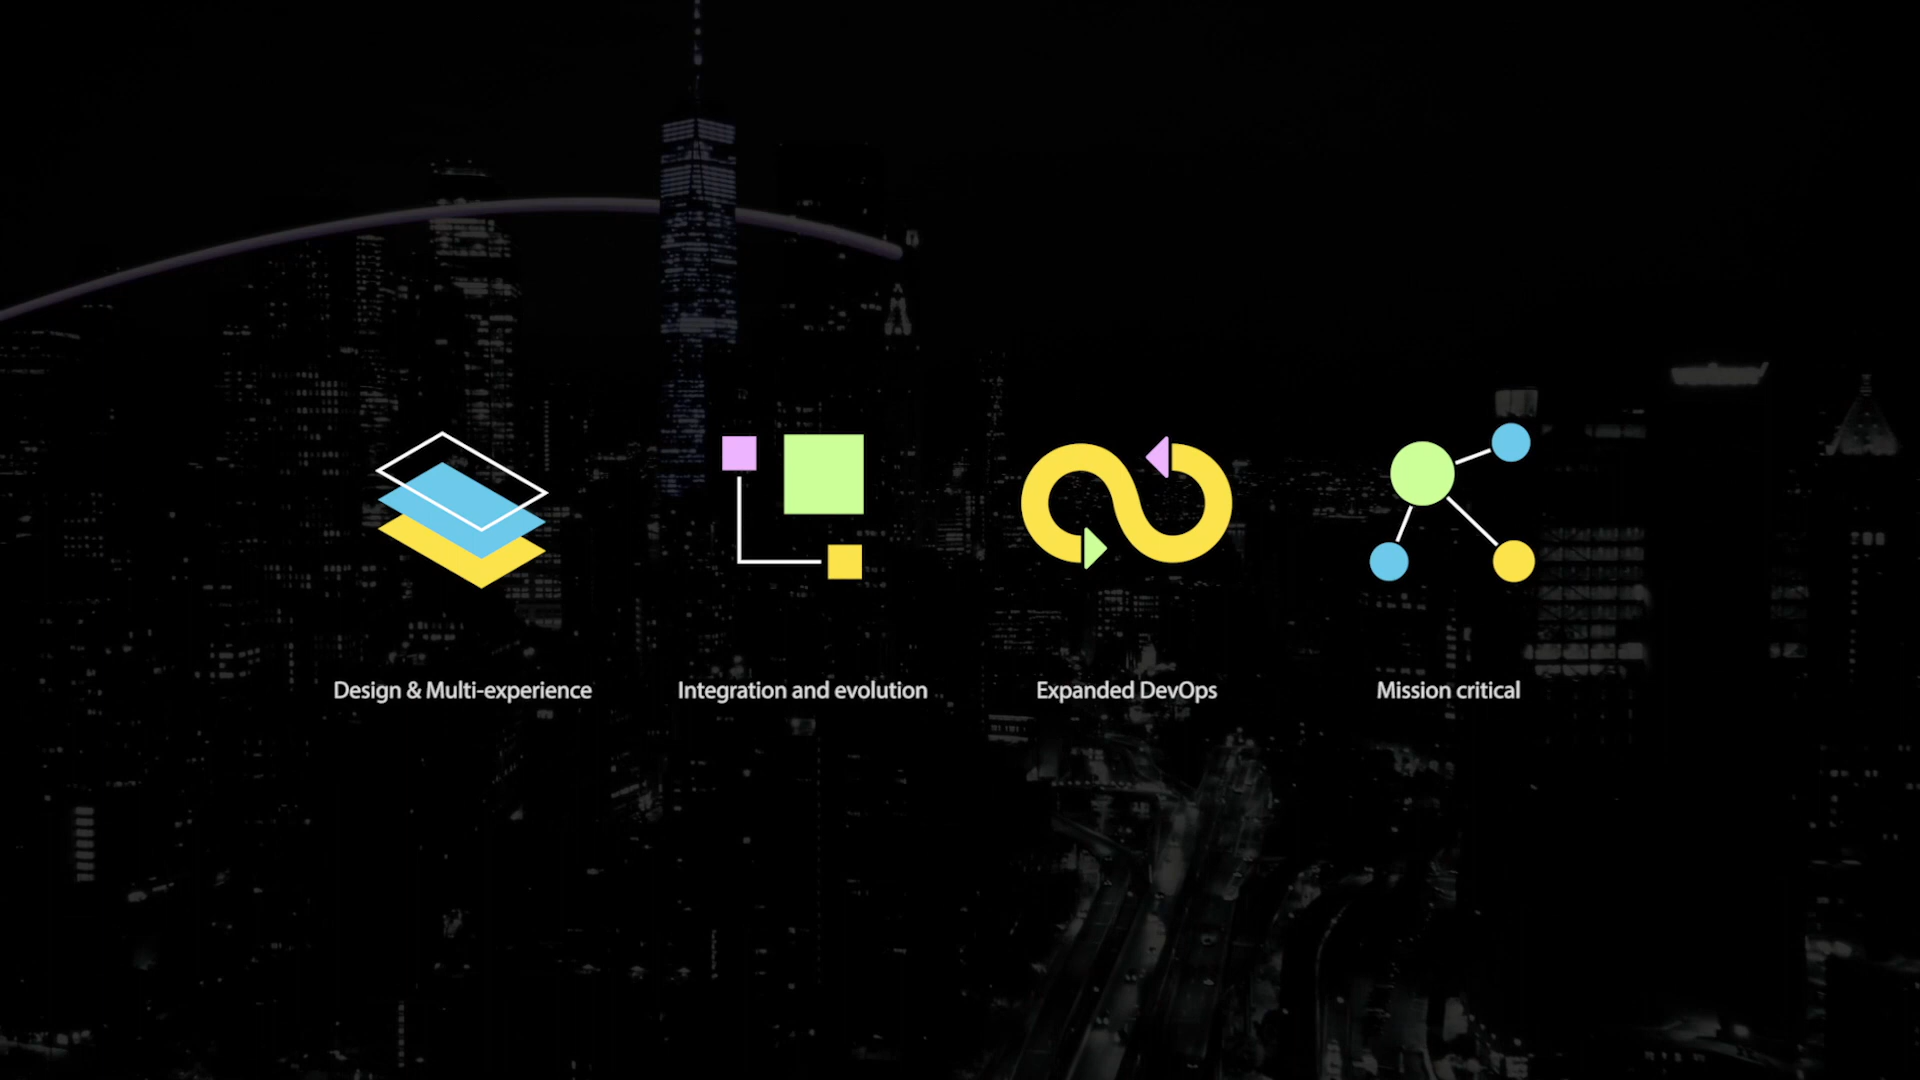 Design & Multi-experience
Integration and evolution
Expanded DevOps
Mission critical